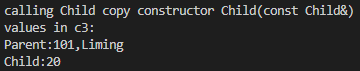 calling Child copy constructor Child(const Child&)
values in c3:
Parent:101,Liming
Child:20